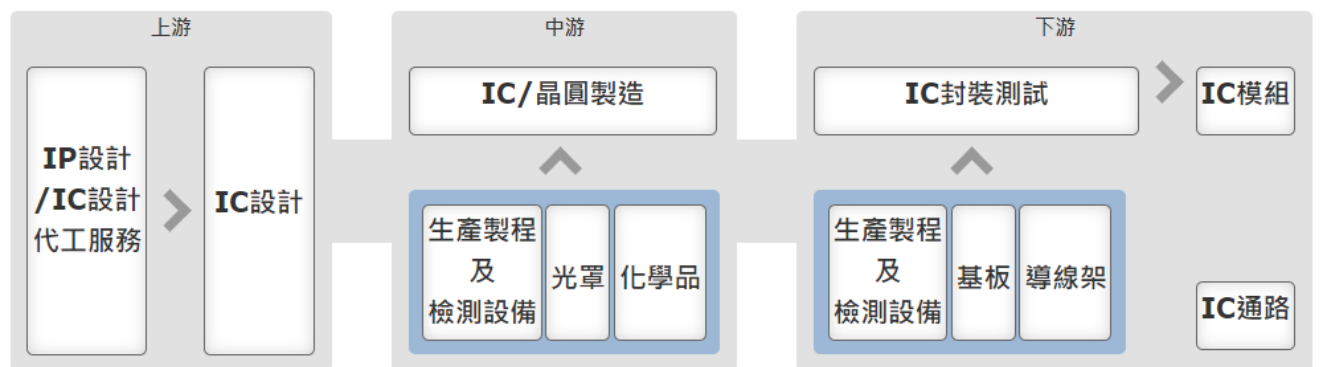 上游
IP設計
/IC設計
代工服務
IC設計
中游
IC/晶圓製造
生產製程
及
檢測設備
光罩
化學品
下游
IC封裝測試
IC模組
生產製程
及
檢測設備
基板
導線架
IC通路